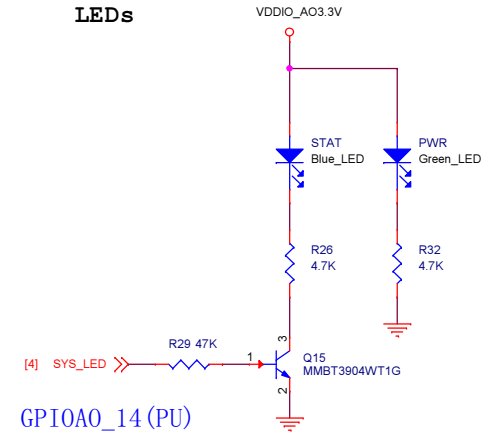 LEDs
VDDIO_AO3.3V
STAT
Blue_LED
PWR
Green_LED
R26
4.7K
R32
4.7K
[4] SYS_LED
R29 47K
1
3
2
Q15
MMBT3904WT1G
GPIOAO_14(PU)